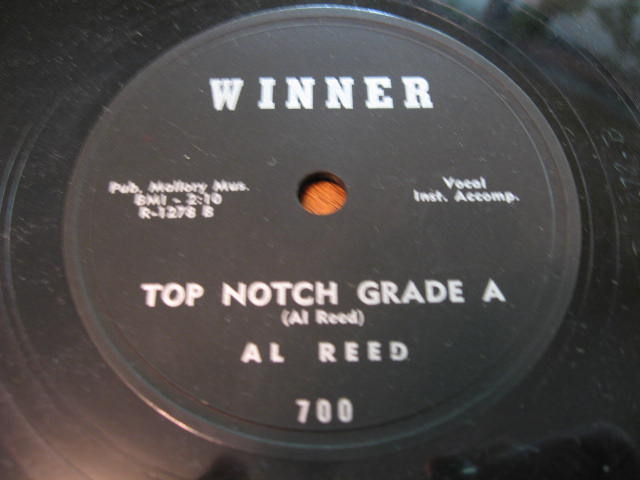 WINNER
Pub. Mallory Mus.
BMI - 2:10
R-1278 B
Vocal
Inst. Accomp.
TOP NOTCH GRADE A
(Al Reed)
AL REED
700